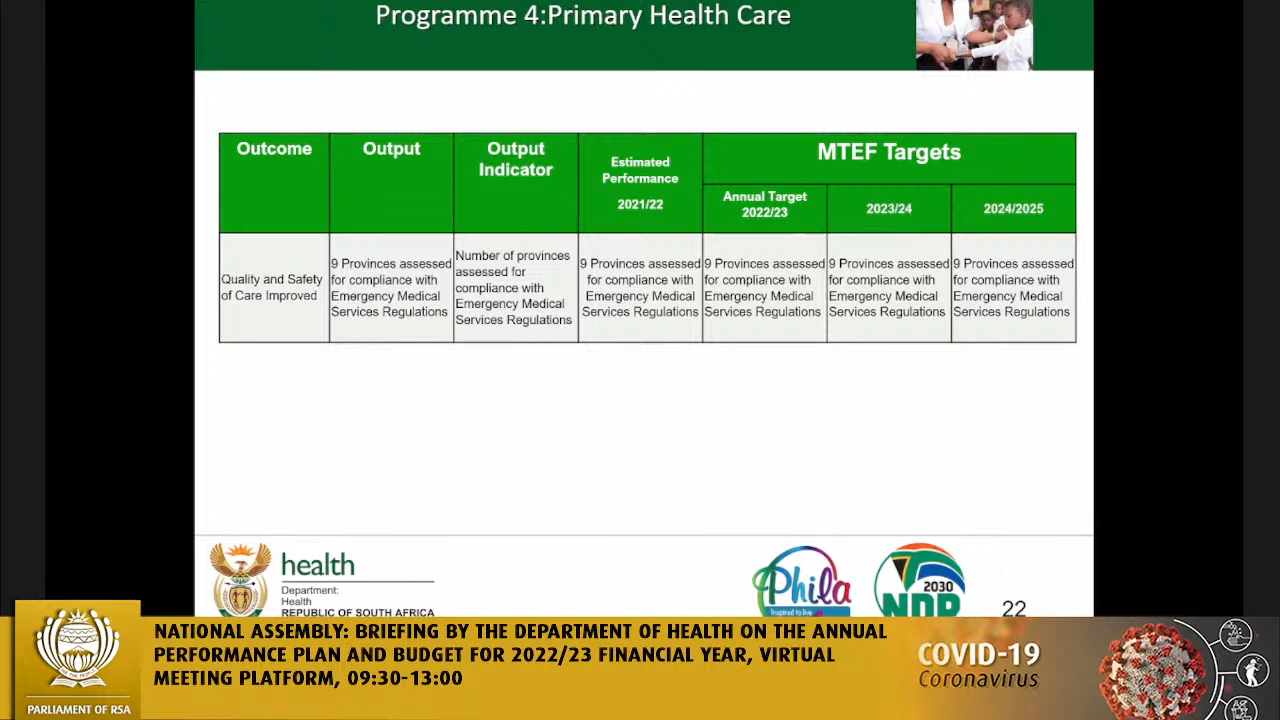 Programme 4:Primary Health Care
Outcome
Output
Output
Indicator
Estimated
Performance
2021/22
MTEF Targets
Annual Target
2022/23
2023/24
2024/2025
Quality and Safety
of Care Improved
9 Provinces assessed
for compliance with
Emergency Medical
Services Regulations
Number of provinces
assessed for
compliance with
Emergency Medical
Services Regulations
9 Provinces assessed
for compliance with
Emergency Medical
Services Regulations
9 Provinces assessed
for compliance with
Emergency Medical
Services Regulations
9 Provinces assessed
for compliance with
Emergency Medical
Services Regulations
9 Provinces assessed
for compliance with
Emergency Medical
Services Regulations
health
Department:
Health
REPUBLIC OF SOUTH AFRICA
Phila
Inspired to live
2030
NDP
22
PARLIAMENT OF RSA
NATIONAL ASSEMBLY: BRIEFING BY THE DEPARTMENT OF HEALTH ON THE ANNUAL
PERFORMANCE PLAN AND BUDGET FOR 2022/23 FINANCIAL YEAR, VIRTUAL
MEETING PLATFORM, 09:30-13:00
COVID-19
Coronavirus